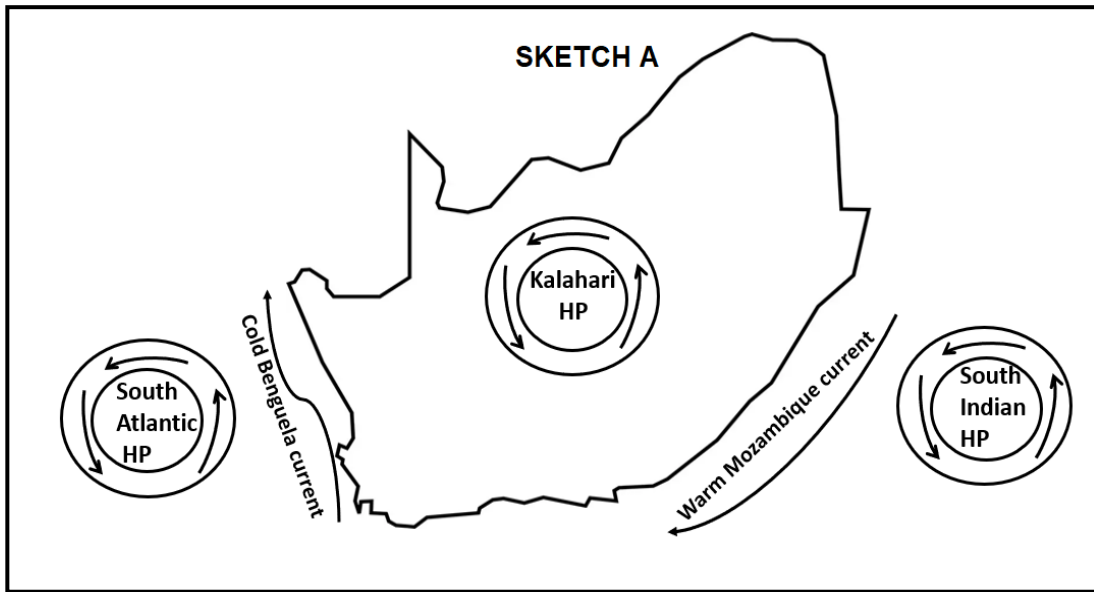 SKETCH A
Kalahari
HP
Cold Benguela current
South
Atlantic
HP
Warm Mozambique current
South
Indian
HP